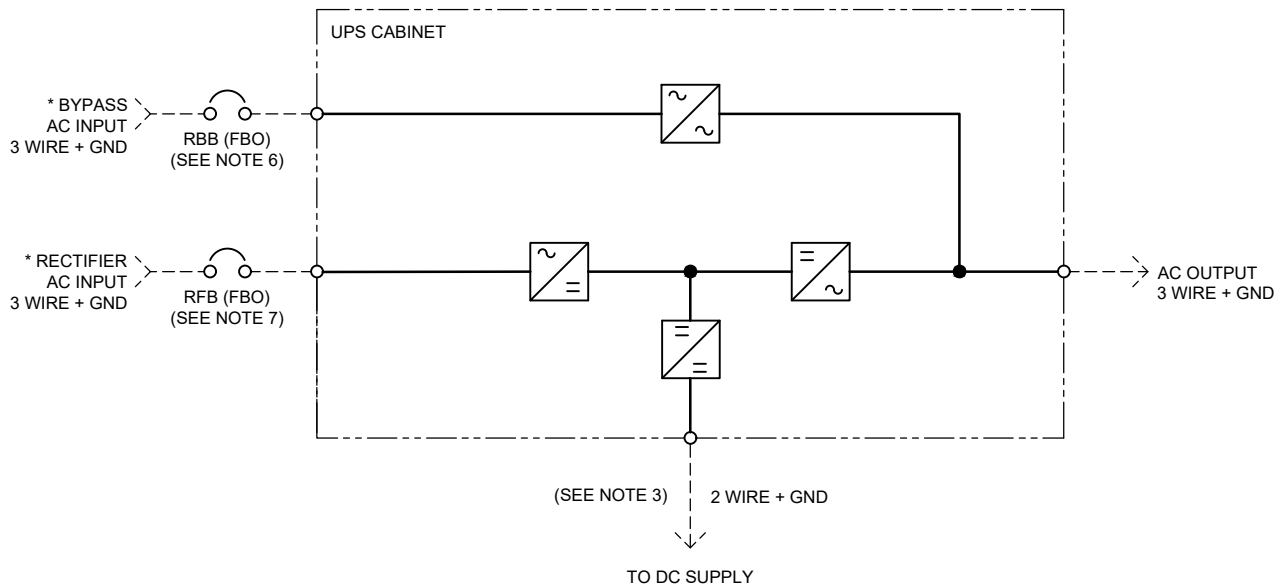 UPS CABINET
* BYPASS
AC INPUT
3 WIRE + GND
RBB (FBO)
(SEE NOTE 6)
* RECTIFIER
AC INPUT
3 WIRE + GND
RFB (FBO)
(SEE NOTE 7)
AC OUTPUT
3 WIRE + GND
(SEE NOTE 3)
2 WIRE + GND
TO DC SUPPLY